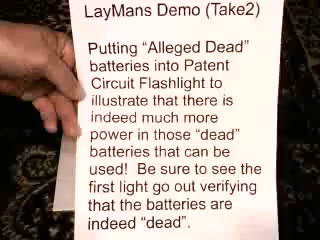 LayMans Demo (Take2)
Putting “Alleged Dead”
batteries into Patent
Circuit Flashlight to
illustrate that there is
indeed much more
power in those “dead”
batteries that can be
used! Be sure to see the
first light go out verifying
that the batteries are
indeed “dead”.